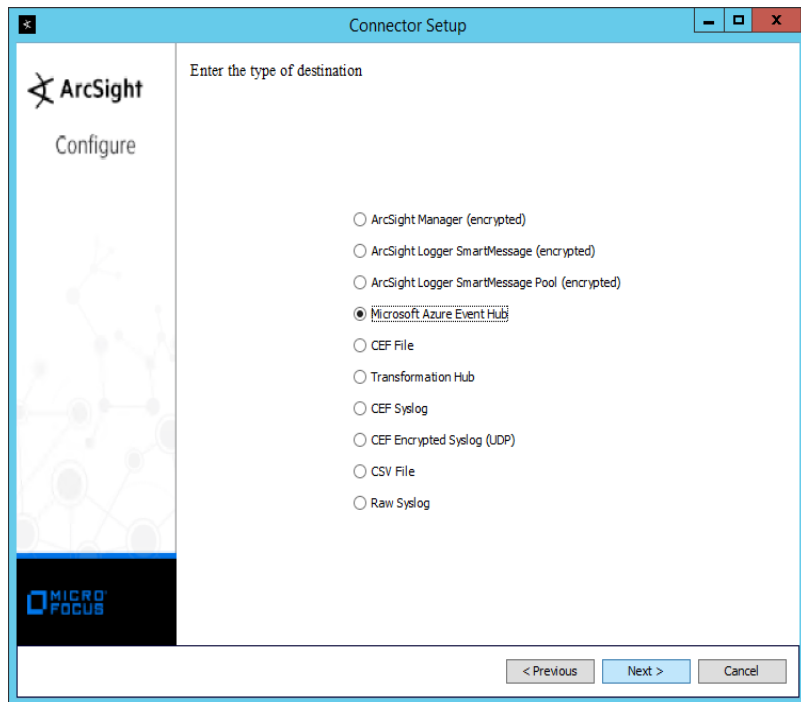 Connector Setup
ArcSight
Configure
Enter the type of destination
ArcSight Manager (encrypted)
ArcSight Logger SmartMessage (encrypted)
ArcSight Logger SmartMessage Pool (encrypted)
Microsoft Azure Event Hub
CEF File
Transformation Hub
CEF Syslog
CEF Encrypted Syslog (UDP)
CSV File
Raw Syslog
MICRO
FOCUS
< Previous
Next >
Cancel